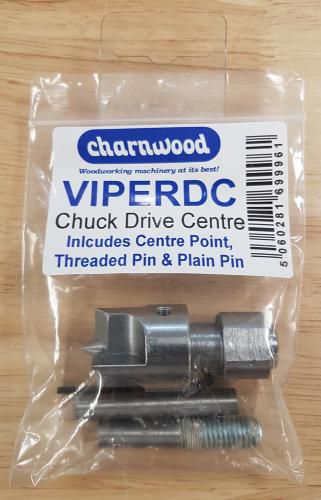 charnwood
Woodworking machinery at its best!
VIPERDC
Chuck Drive Centre
Inlcudes Centre Point,
Threaded Pin & Plain Pin
5 060281 699961